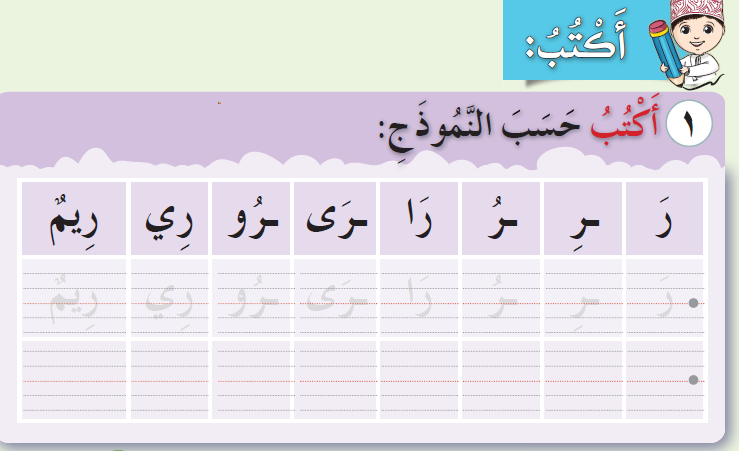 أَكْتُبُ:
١ أَكْتُبُ حَسَبَ النَّمُوذَجِ:
رَ ـرِ ـرُ رَا ـرَى ـرُو رِي رِيمٌ
رَ ـرِ ـرُ رَا ـرَى ـرُو رِي رِيمٌ